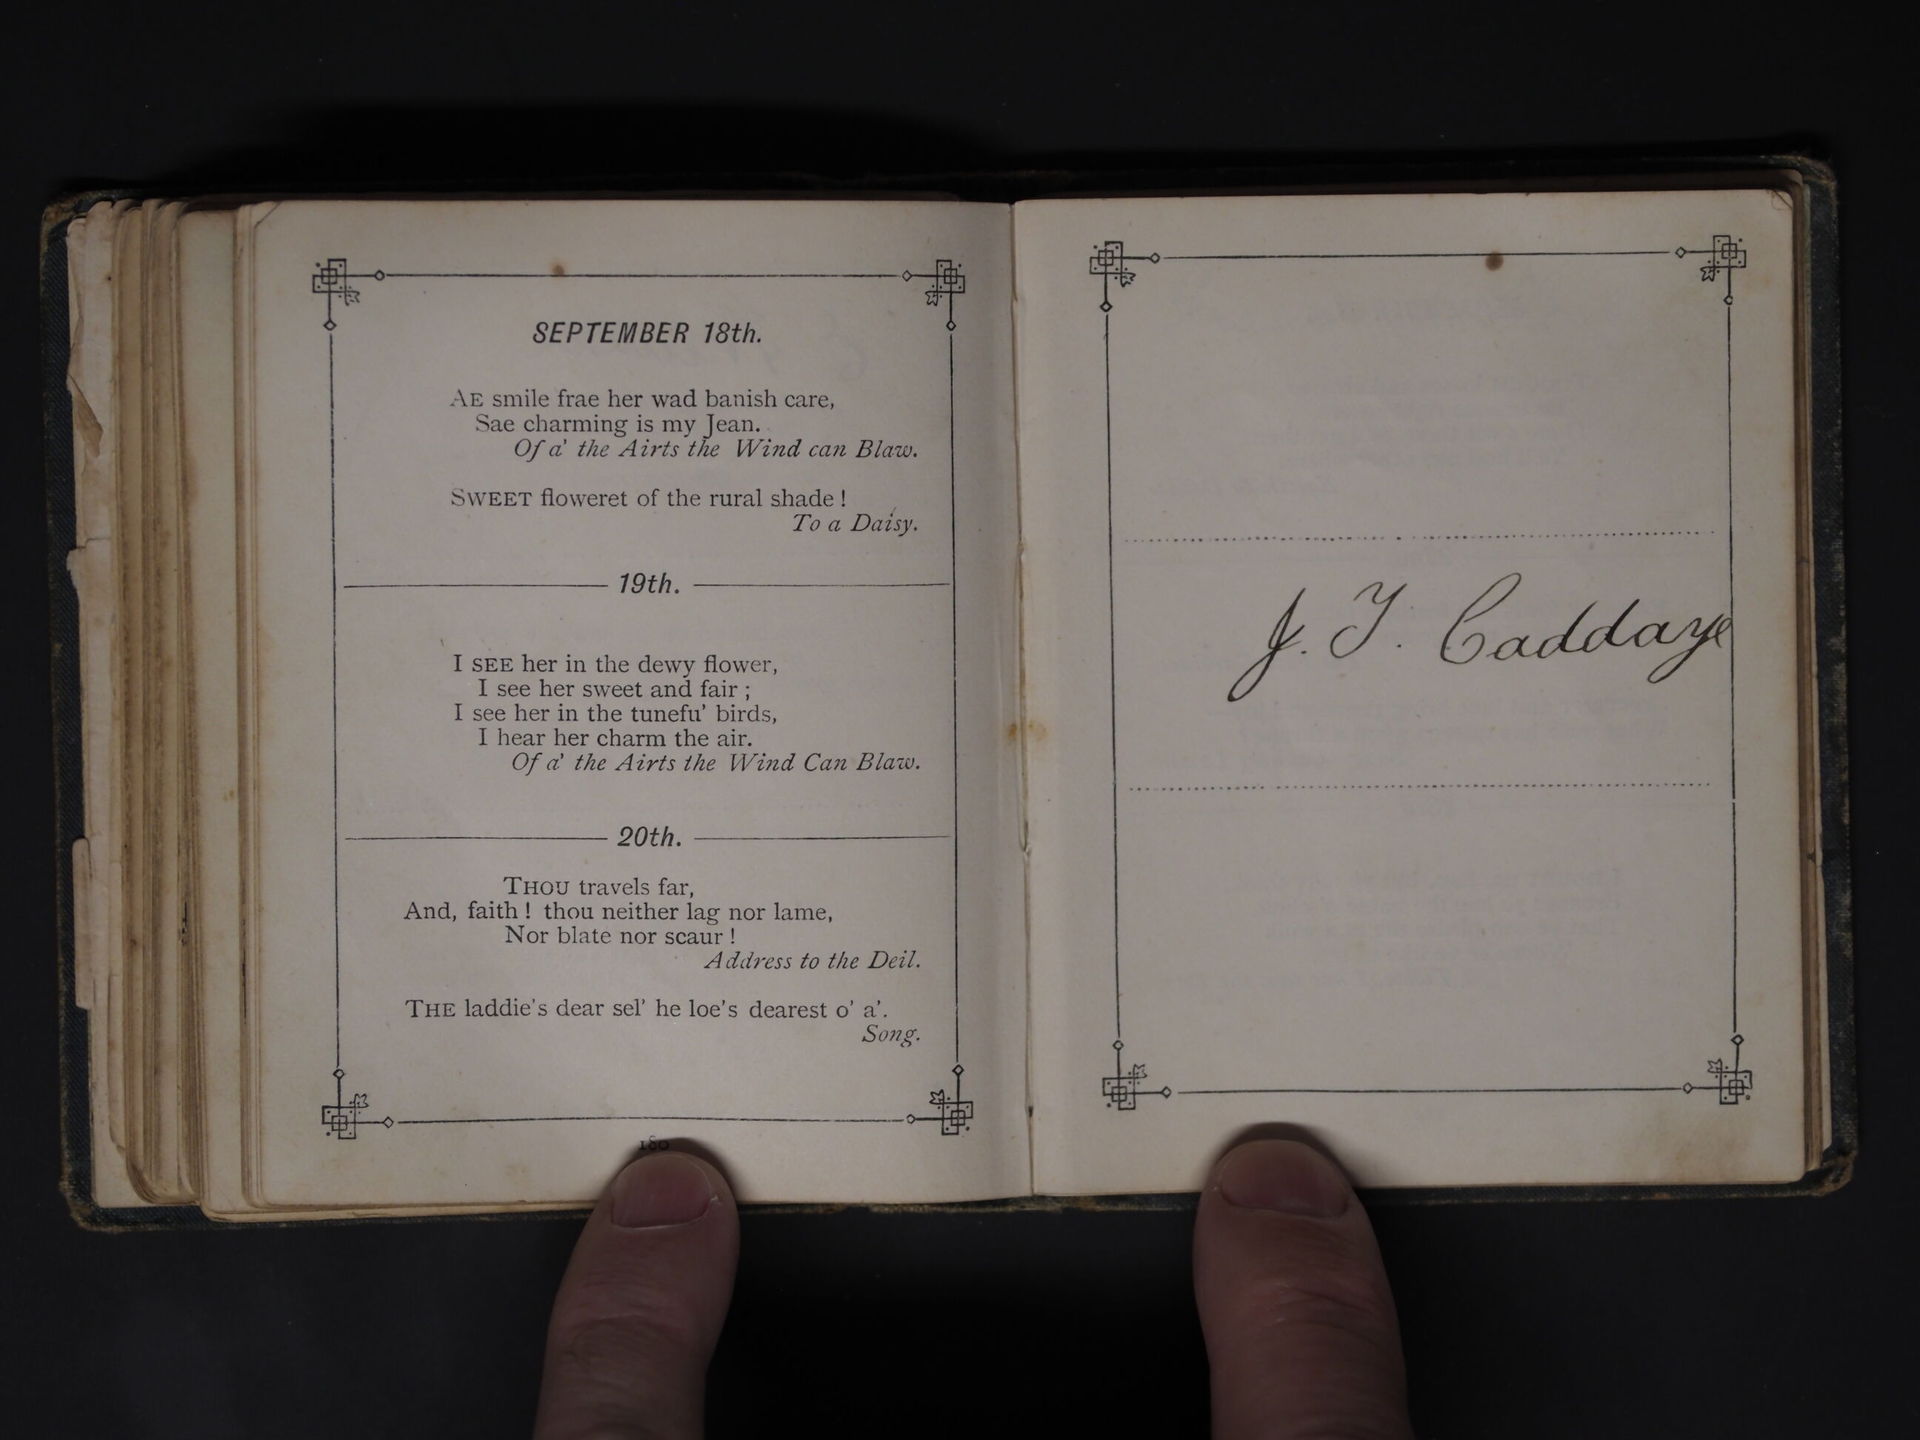 SEPTEMBER 18th.
AE smile frae her wad banish care,
Sae charming is my Jean.
Of a' the Airts the Wind can Blaw.
SWEET floweret of the rural shade !
To a Daisy.
19th.
I SEE her in the dewy flower,
I see her sweet and fair ;
I see her in the tunefu' birds,
I hear her charm the air.
Of a' the Airts the Wind Can Blaw.
20th.
THOU travels far,
And, faith ! thou neither lag nor lame,
Nor blate nor scaur !
Address to the Deil.
THE laddie's dear sel' he loe's dearest o' a'.
Song.
180
J. T. Caddaye